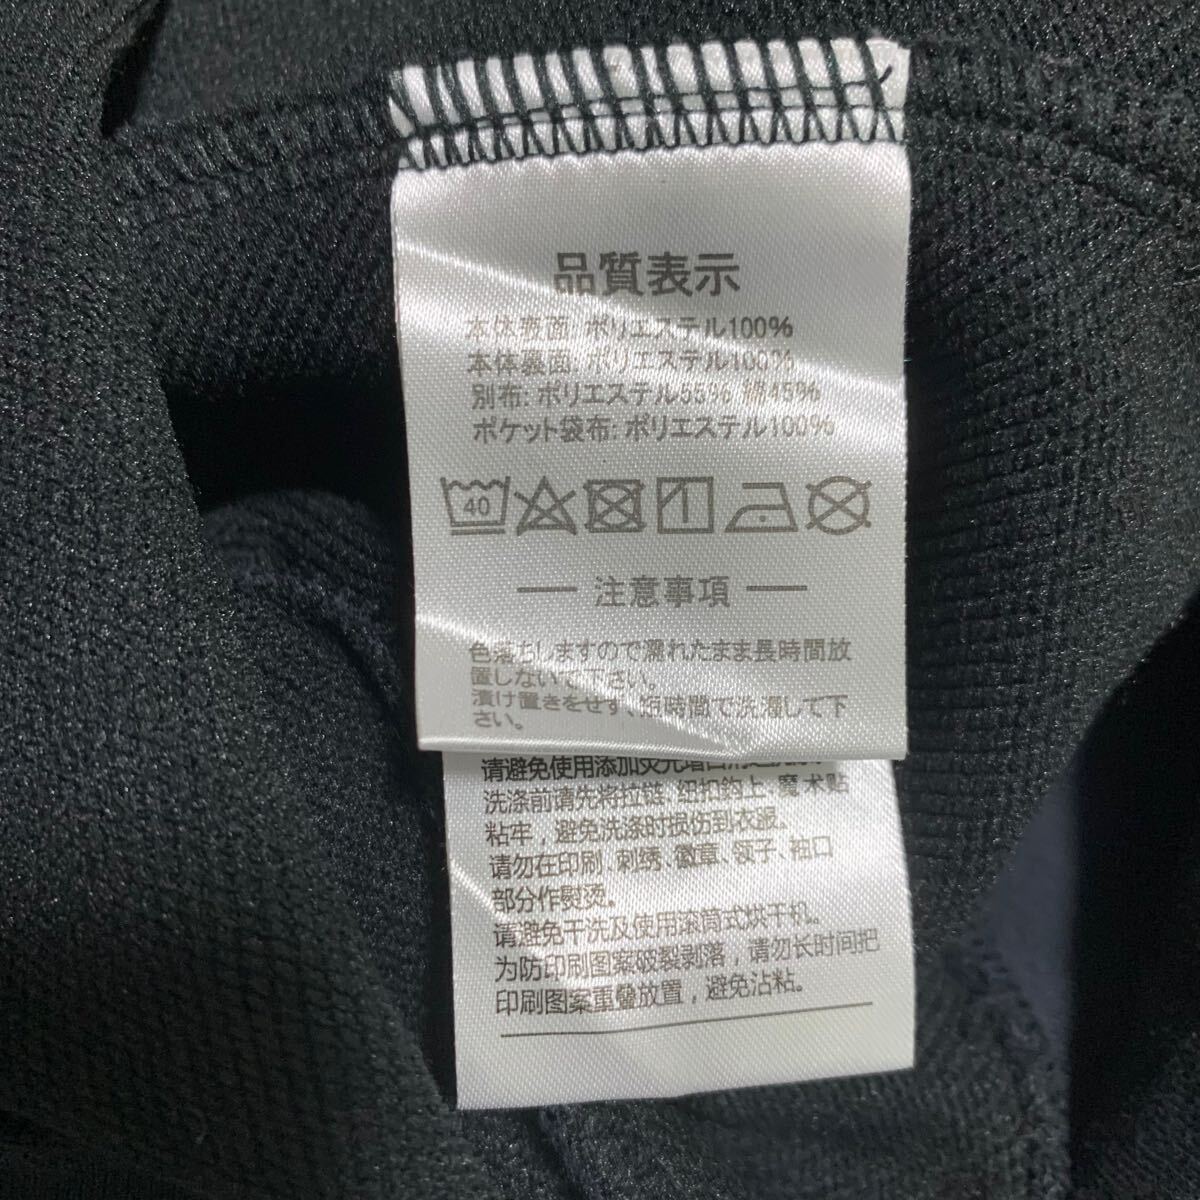 品質表示
本体表面: ポリエステル100%
本体裏面: ポリエステル100%
別布: ポリエステル55% 綿45%
ポケット袋布: ポリエステル100%
40
注意事項
色落ちしますので濡れたまま長時間放
置しないで下さい。
漬け置きをせず、短時間で洗濯して下
さい。
请避免使用添加荧光增白
洗涤前请先将拉链、纽扣钩上、魔术贴
粘牢，避免洗涤时损伤到衣服。
请勿在印刷、刺绣、徽章、领子、袖口
部分作熨烫。
请避免干洗及使用滚筒式烘干机。
为防印刷图案破裂剥落，请勿长时间把
印刷图案重叠放置，避免沾粘。